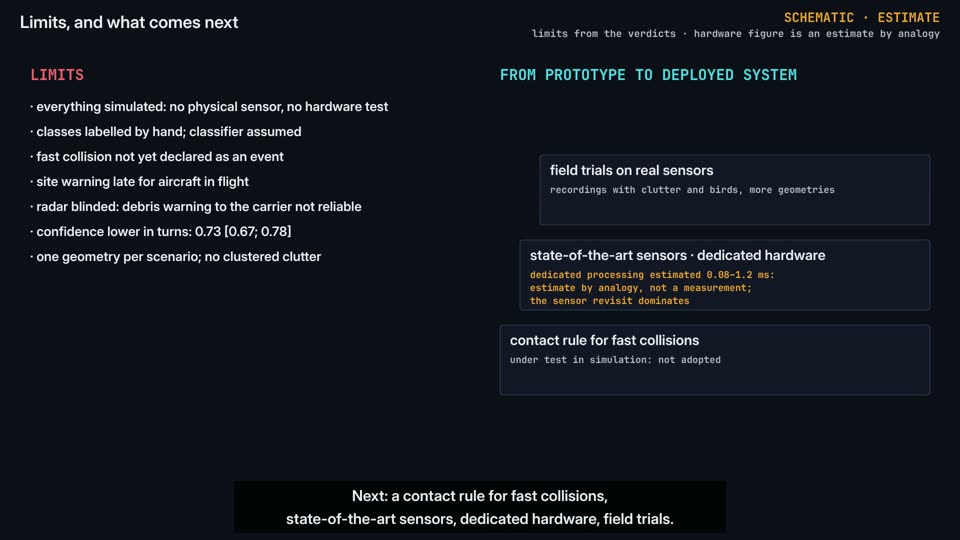 Limits, and what comes next
SCHEMATIC · ESTIMATE
limits from the verdicts · hardware figure is an estimate by analogy
LIMITS
· everything simulated: no physical sensor, no hardware test
· classes labelled by hand; classifier assumed
· fast collision not yet declared as an event
· site warning late for aircraft in flight
· radar blinded: debris warning to the carrier not reliable
· confidence lower in turns: 0.73 [0.67; 0.78]
· one geometry per scenario; no clustered clutter
FROM PROTOTYPE TO DEPLOYED SYSTEM
field trials on real sensors
recordings with clutter and birds, more geometries
state-of-the-art sensors · dedicated hardware
dedicated processing estimated 0.08–1.2 ms:
estimate by analogy, not a measurement;
the sensor revisit dominates
contact rule for fast collisions
under test in simulation: not adopted
Next: a contact rule for fast collisions,
state-of-the-art sensors, dedicated hardware, field trials.